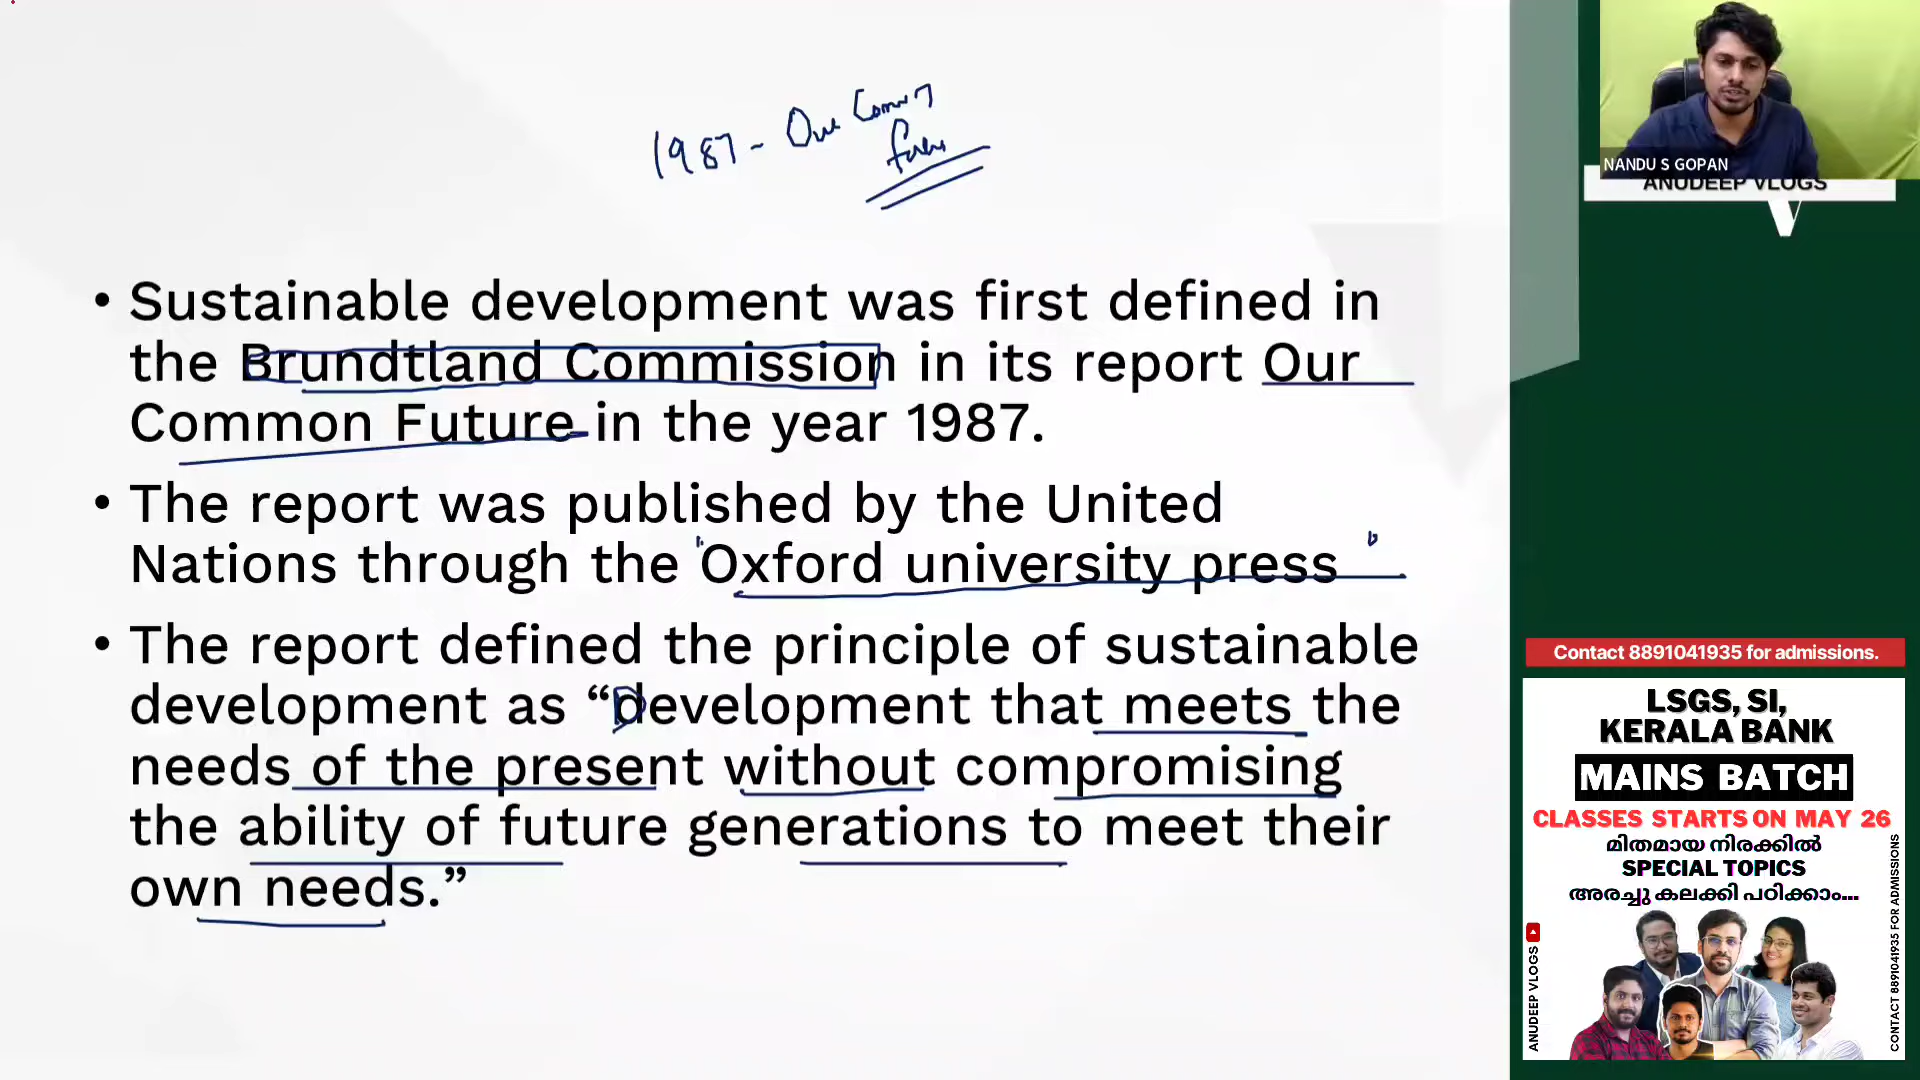 1987 - Our Common
• Sustainable development was first defined in
the Brundtland Commission in its report Our
Common Future in the year 1987.
• The report was published by the United
Nations through the "Oxford university press"
• The report defined the principle of sustainable
development as “Development that meets the
needs of the present without compromising
the ability of future generations to meet their
own needs.”
NANDU S GOPAN
ANUDEEP VLOGS
Contact 8891041935 for admissions.
LSGS, SI,
KERALA BANK
MAINS BATCH
CLASSES STARTS ON MAY 26
മിതമായ നിരക്കിൽ
SPECIAL TOPICS
അരച്ചു കലക്കി പഠിക്കാം...
ANUDEEP VLOGS
CONTACT 8891041935 FOR ADMISSIONS